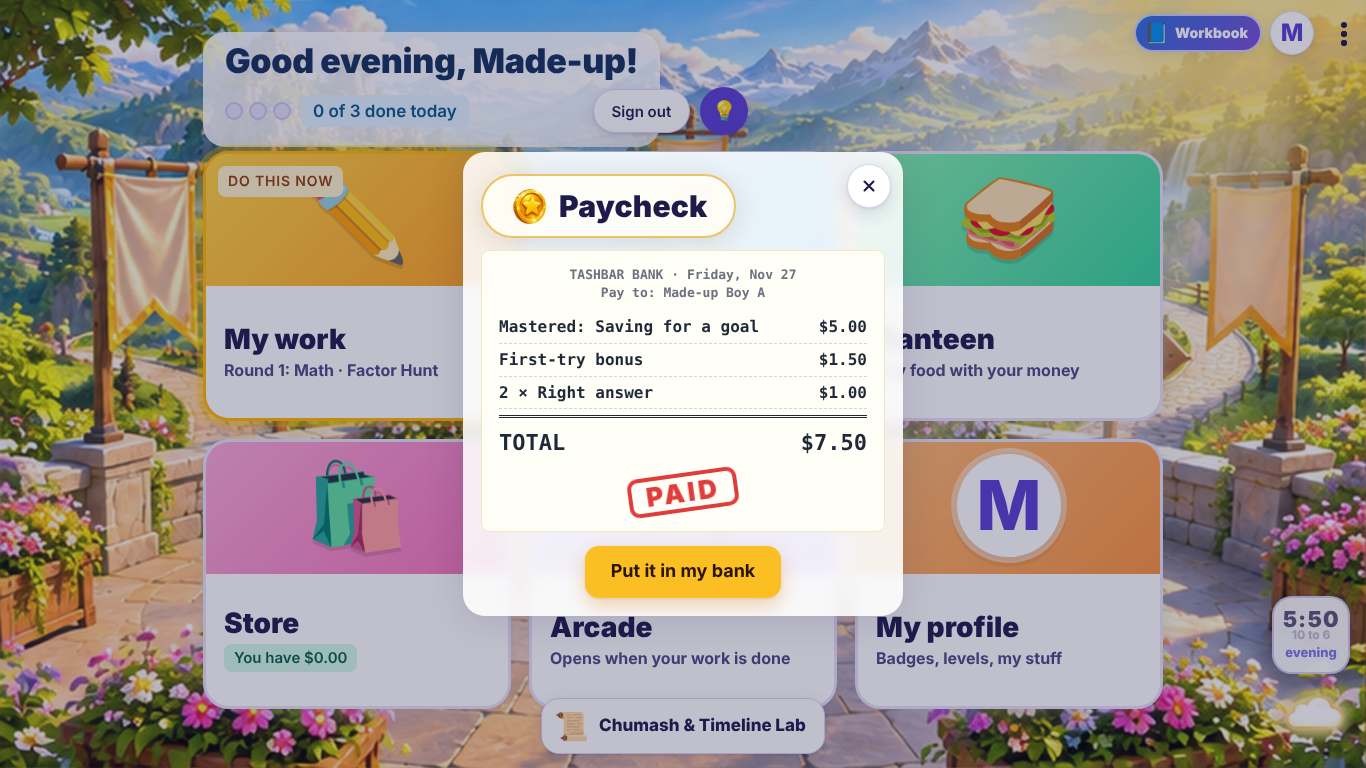 Good evening, Made-up!
0 of 3 done today
Sign out
Workbook
M
DO THIS NOW
My work
Round 1: Math · Factor Hunt
anteen
food with your money
Paycheck
×
TASHBAR BANK · Friday, Nov 27
Pay to: Made-up Boy A
Mastered: Saving for a goal $5.00
First-try bonus $1.50
2 × Right answer $1.00
TOTAL $7.50
PAID
Put it in my bank
Store
You have $0.00
Arcade
Opens when your work is done
M
My profile
Badges, levels, my stuff
5:50
10 to 6
evening
Chumash & Timeline Lab